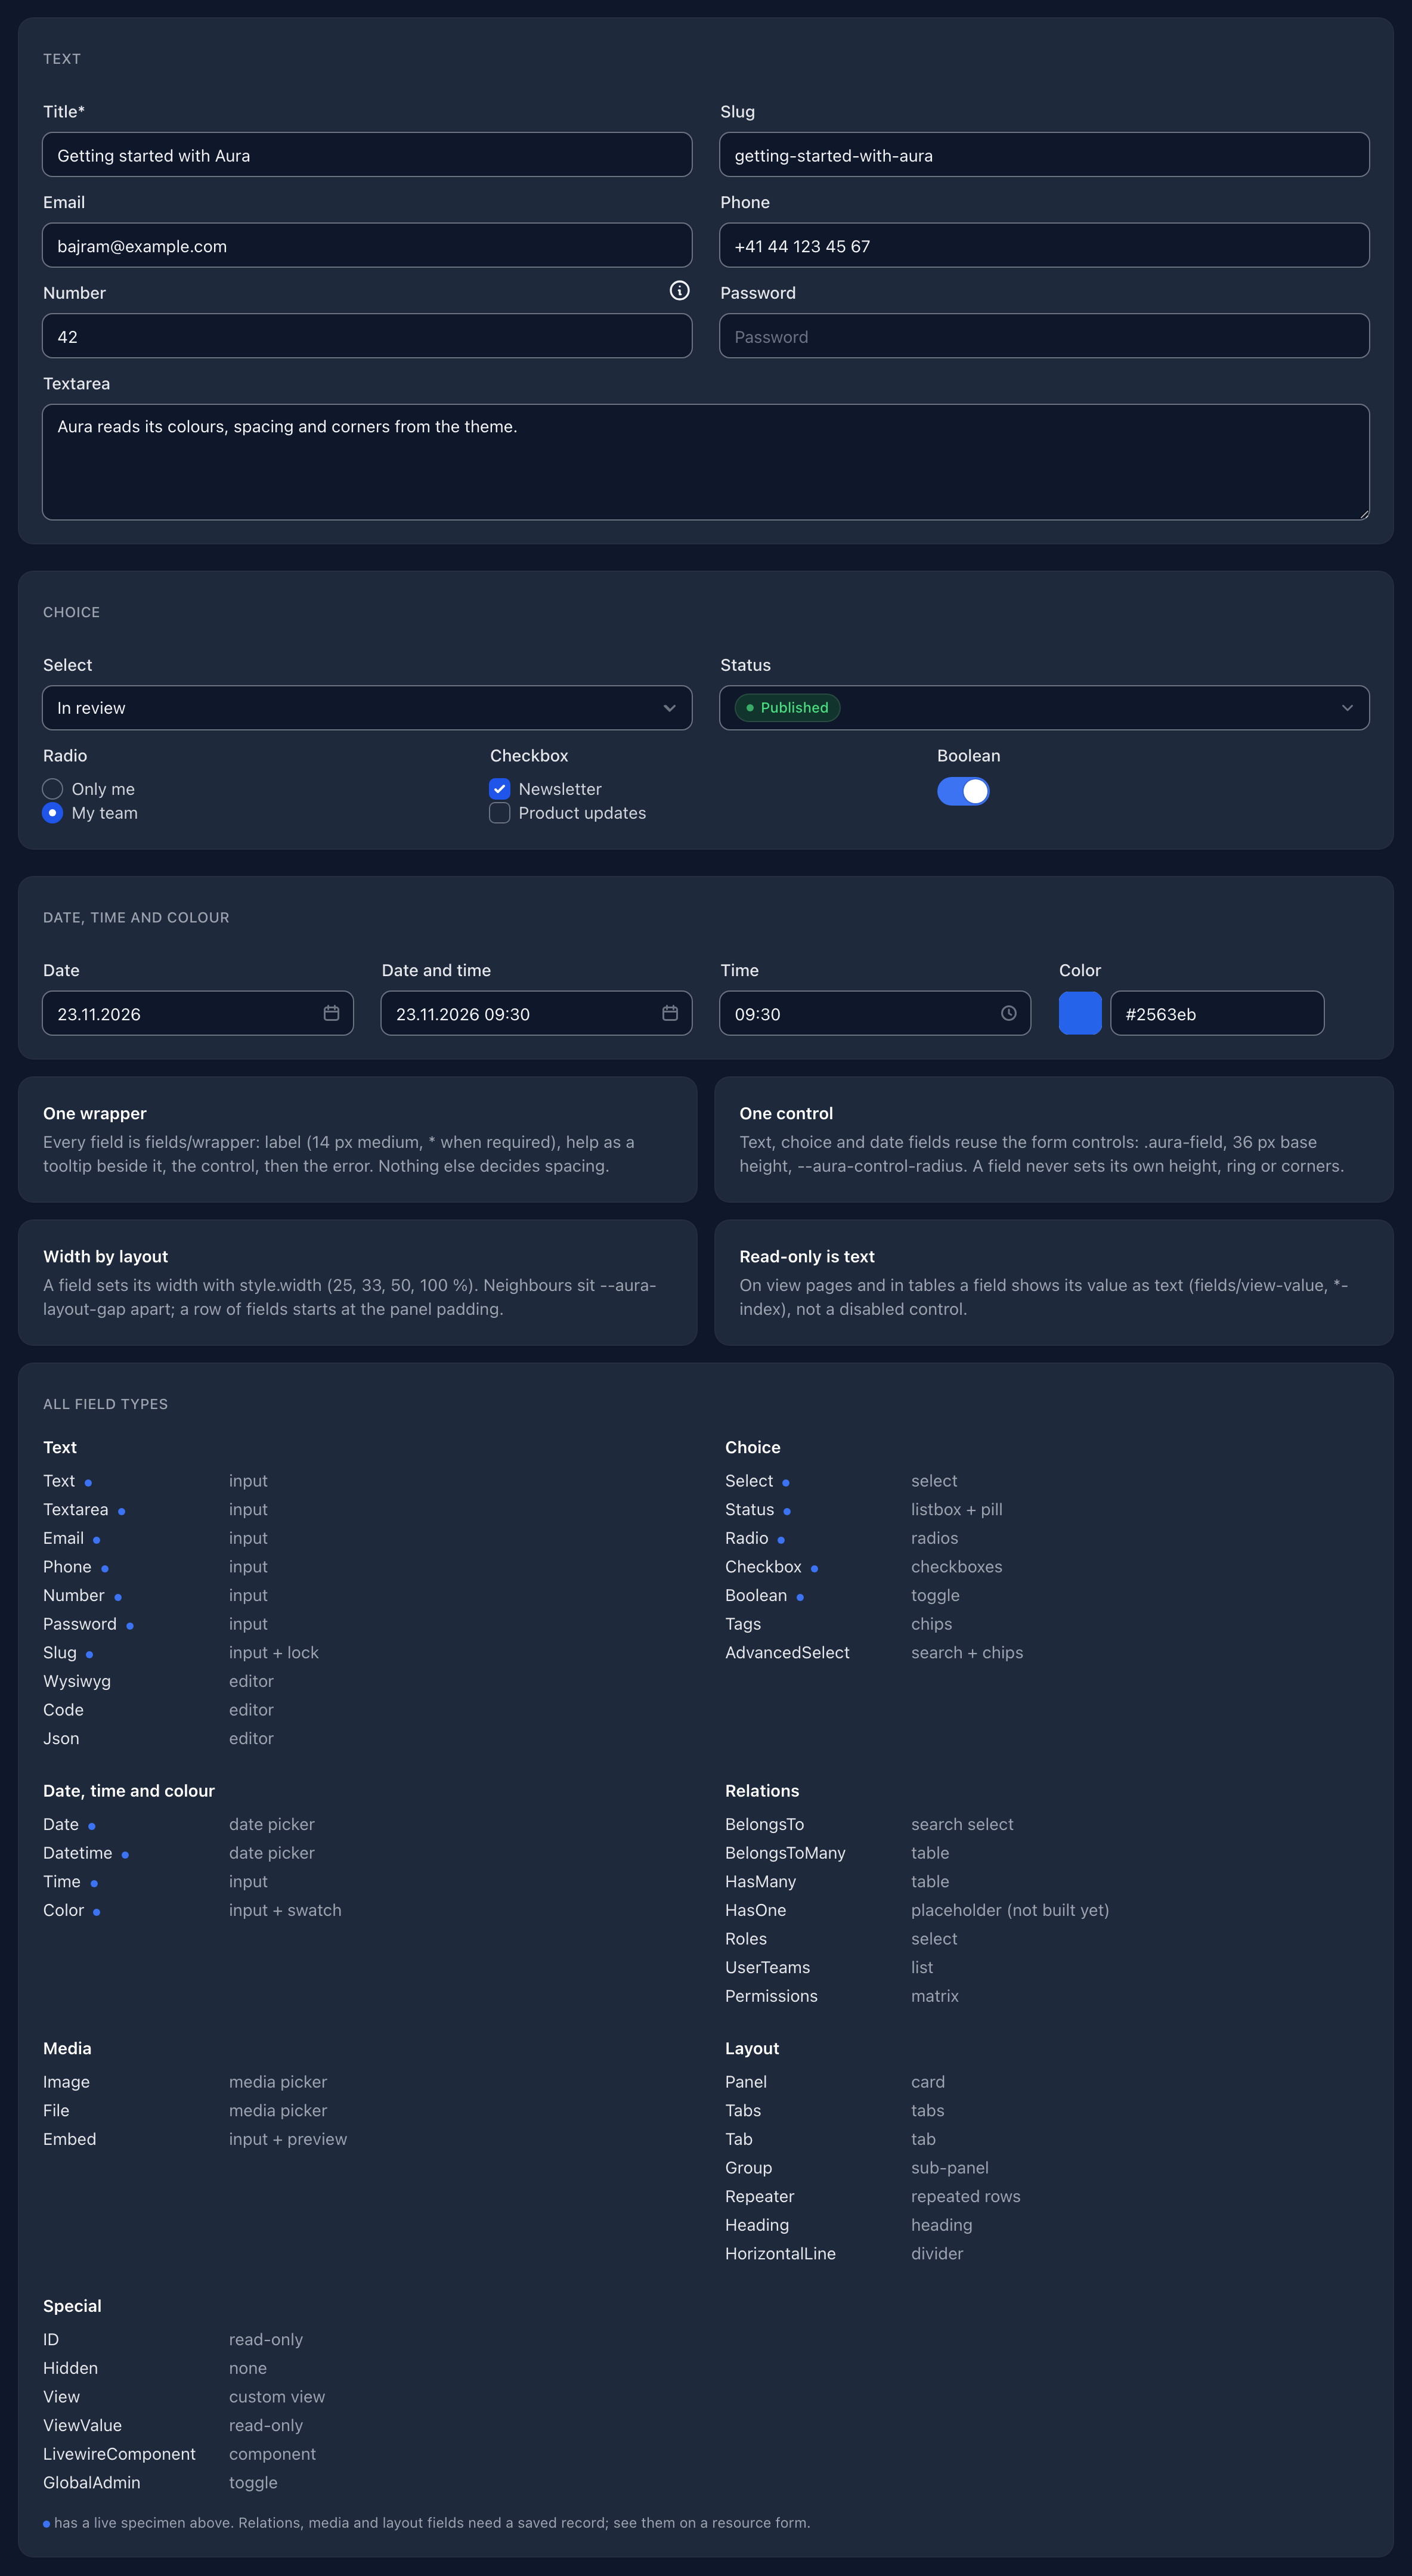 TEXT
Title*
Slug
Getting started with Aura
getting-started-with-aura
Email
Phone
bajram@example.com
+41 44 123 45 67
Number
Password
42
Password
Textarea
Aura reads its colours, spacing and corners from the theme.
CHOICE
Select
Status
In review
Published
Radio
Checkbox
Boolean
Only me
Newsletter
My team
Product updates
DATE, TIME AND COLOUR
Date
Date and time
Time
Color
23.11.2026
23.11.2026 09:30
09:30
#2563eb
One wrapper
Every field is fields/wrapper: label (14 px medium, * when required), help as a
tooltip beside it, the control, then the error. Nothing else decides spacing.
One control
Text, choice and date fields reuse the form controls: .aura-field, 36 px base
height, --aura-control-radius. A field never sets its own height, ring or corners.
Width by layout
A field sets its width with style.width (25, 33, 50, 100 %). Neighbours sit --aura-
layout-gap apart; a row of fields starts at the panel padding.
Read-only is text
On view pages and in tables a field shows its value as text (fields/view-value, *-
index), not a disabled control.
ALL FIELD TYPES
Text
Text input
Textarea input
Email input
Phone input
Number input
Password input
Slug input + lock
Wysiwyg editor
Code editor
Json editor
Choice
Select select
Status listbox + pill
Radio radios
Checkbox checkboxes
Boolean toggle
Tags chips
AdvancedSelect search + chips
Date, time and colour
Date date picker
Datetime date picker
Time input
Color input + swatch
Relations
BelongsTo search select
BelongsToMany table
HasMany table
HasOne placeholder (not built yet)
Roles select
UserTeams list
Permissions matrix
Media
Image media picker
File media picker
Embed input + preview
Layout
Panel card
Tabs tabs
Tab tab
Group sub-panel
Repeater repeated rows
Heading heading
HorizontalLine divider
Special
ID read-only
Hidden none
View custom view
ViewValue read-only
LivewireComponent component
GlobalAdmin toggle
has a live specimen above. Relations, media and layout fields need a saved record; see them on a resource form.